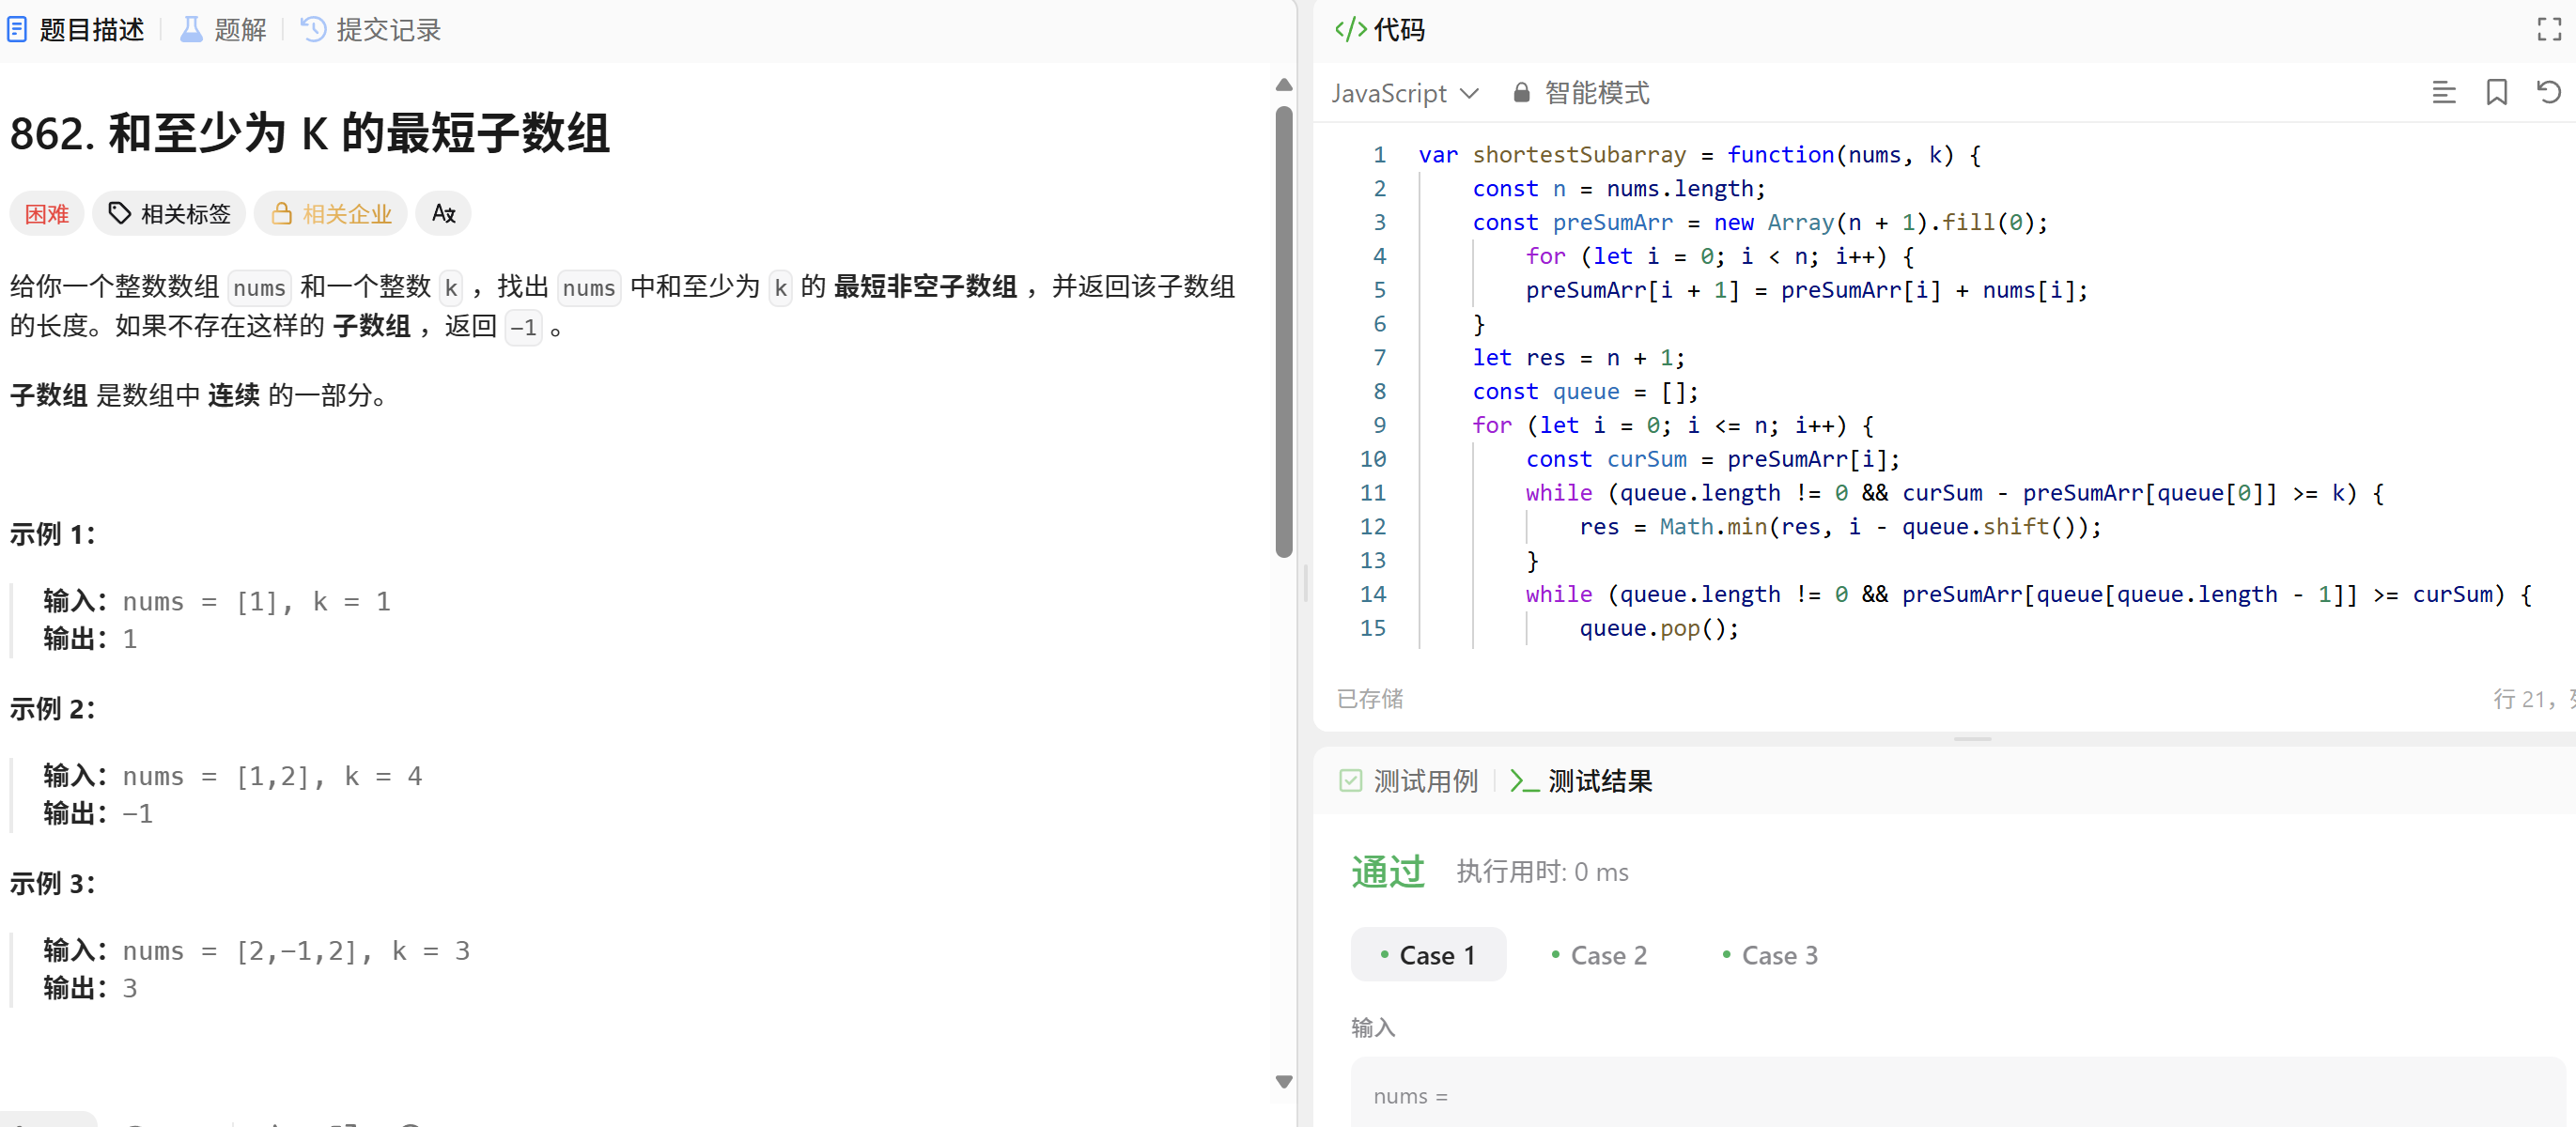 题目描述 题解 提交记录
862. 和至少为 K 的最短子数组
困难 相关标签 相关企业 Ax
给你一个整数数组 nums 和一个整数 k ，找出 nums 中和至少为 k 的 最短非空子数组 ，并返回该子数组
的长度。如果不存在这样的 子数组 ，返回 -1 。
子数组 是数组中 连续 的一部分。
示例 1：
输入：nums = [1], k = 1
输出：1
示例 2：
输入：nums = [1,2], k = 4
输出：-1
示例 3：
输入：nums = [2,-1,2], k = 3
输出：3
</> 代码
JavaScript 智能模式
1 var shortestSubarray = function(nums, k) {
2 const n = nums.length;
3 const preSumArr = new Array(n + 1).fill(0);
4 for (let i = 0; i < n; i++) {
5 preSumArr[i + 1] = preSumArr[i] + nums[i];
6 }
7 let res = n + 1;
8 const queue = [];
9 for (let i = 0; i <= n; i++) {
10 const curSum = preSumArr[i];
11 while (queue.length != 0 && curSum - preSumArr[queue[0]] >= k) {
12 res = Math.min(res, i - queue.shift());
13 }
14 while (queue.length != 0 && preSumArr[queue[queue.length - 1]] >= curSum) {
15 queue.pop();
已存储 行 21，
测试用例 >_ 测试结果
通过 执行用时: 0 ms
Case 1 Case 2 Case 3
输入
nums =